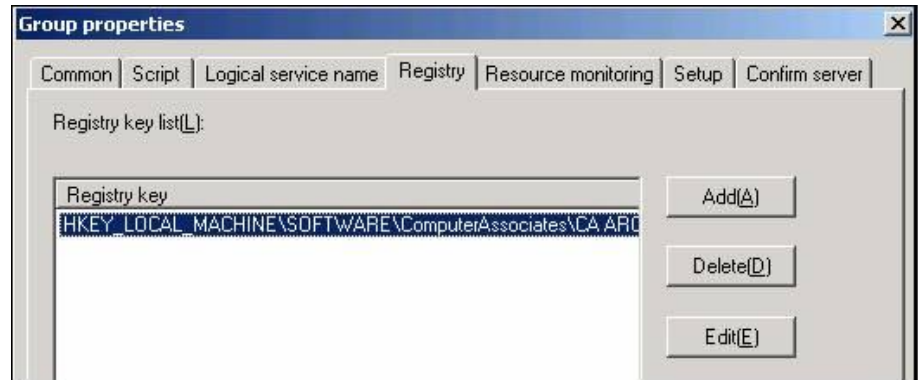 Group properties
Common Script Logical service name Registry Resource monitoring Setup Confirm server
Registry key list(L):
Registry key
HKEY_LOCAL_MACHINE\SOFTWARE\ComputerAssociates\CA ARC
Add(A)
Delete(D)
Edit(E)